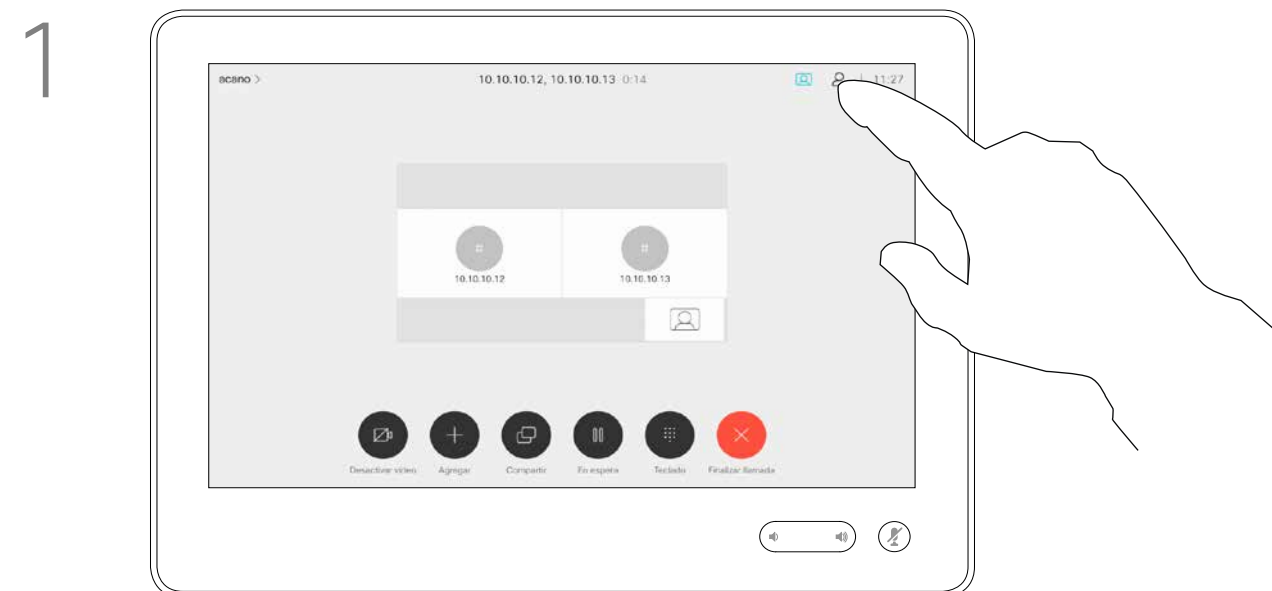 1
acano >
10.10.10.12, 10.10.10.13 0:14
11:27
10.10.10.12
10.10.10.13
Desactivar vídeo Agregar Compartir En espera Teclado Finalizar llamada